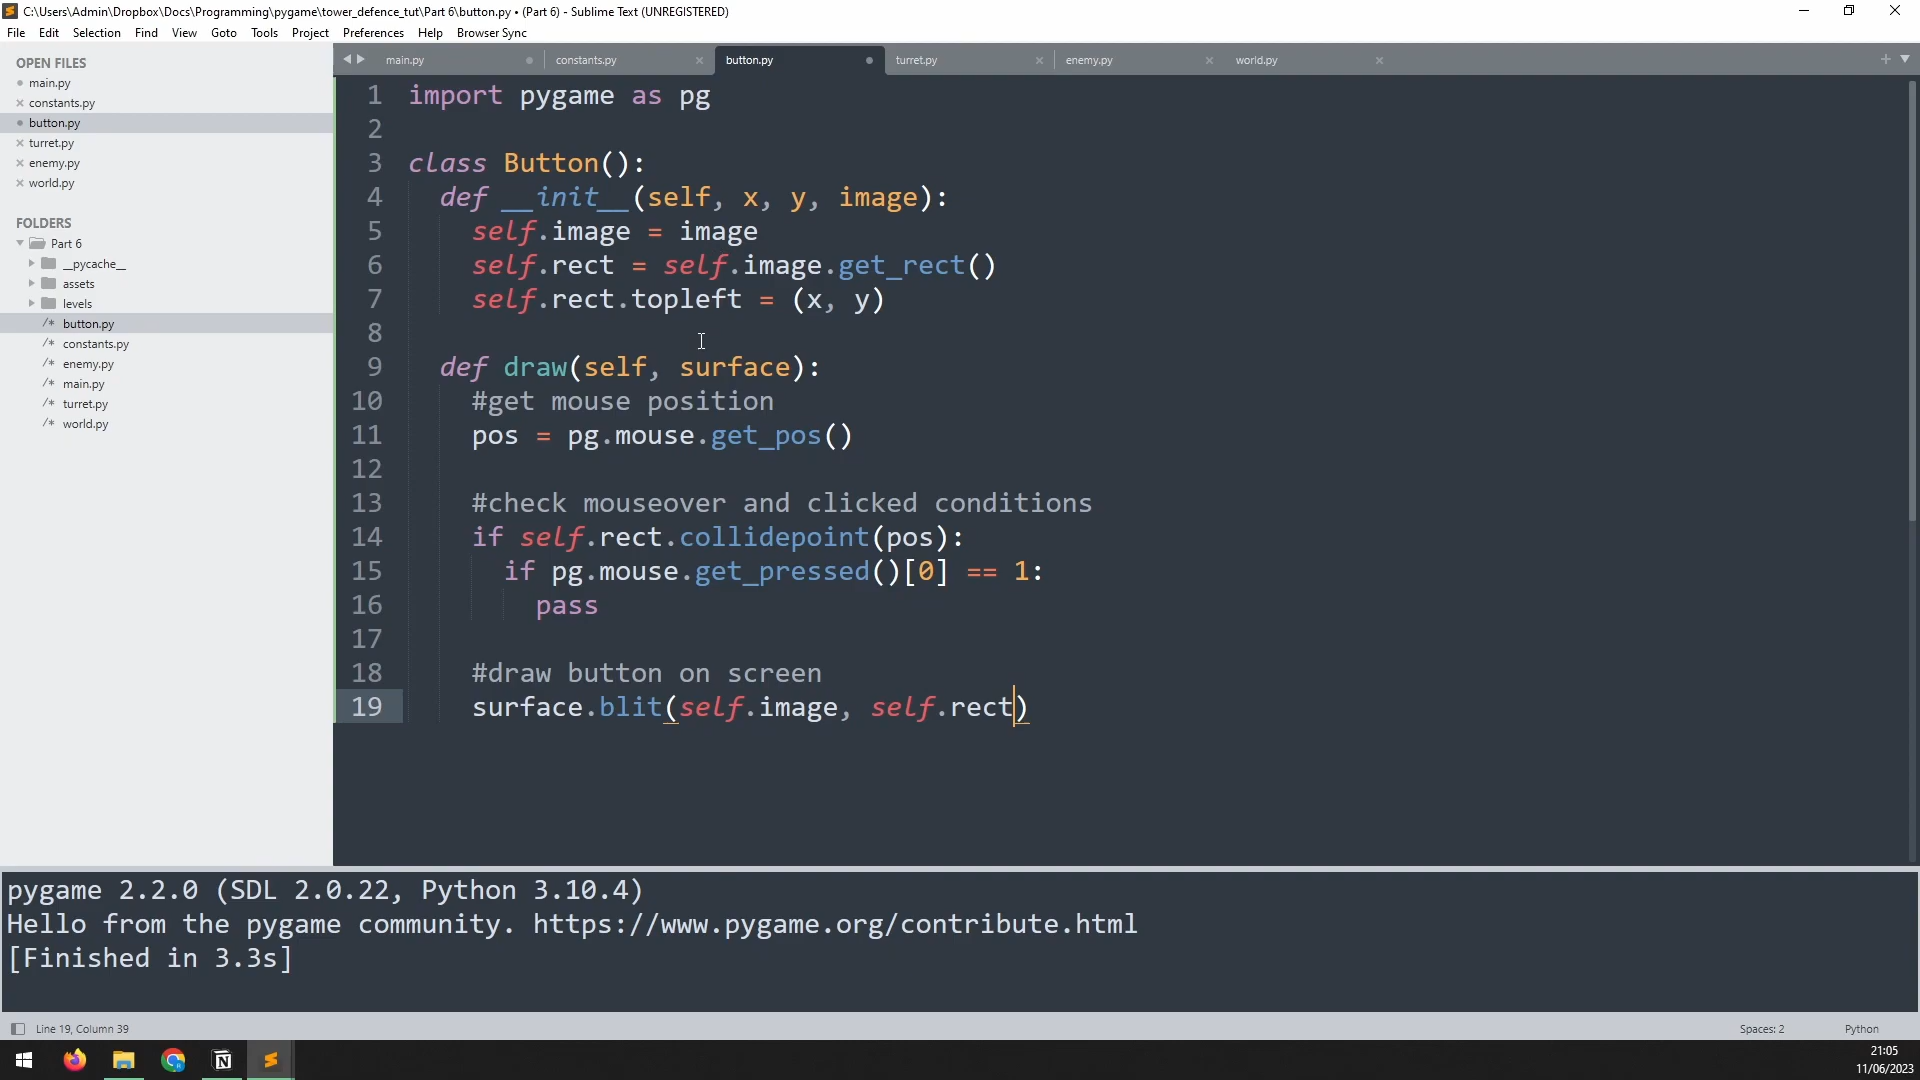 C:\Users\Admin\Dropbox\Docs\Programming\pygame\tower_defence_tut\Part 6\button.py • (Part 6) - Sublime Text (UNREGISTERED)
File Edit Selection Find View Goto Tools Project Preferences Help Browser Sync
OPEN FILES
main.py
constants.py
button.py
turret.py
enemy.py
world.py
FOLDERS
Part 6
__pycache__
assets
levels
/* button.py
/* constants.py
/* enemy.py
/* main.py
/* turret.py
/* world.py
main.py constants.py button.py turret.py enemy.py world.py
1 import pygame as pg
2
3 class Button():
4 def __init__(self, x, y, image):
5 self.image = image
6 self.rect = self.image.get_rect()
7 self.rect.topleft = (x, y)
8
9 def draw(self, surface):
10 #get mouse position
11 pos = pg.mouse.get_pos()
12
13 #check mouseover and clicked conditions
14 if self.rect.collidepoint(pos):
15 if pg.mouse.get_pressed()[0] == 1:
16 pass
17
18 #draw button on screen
19 surface.blit(self.image, self.rect)
pygame 2.2.0 (SDL 2.0.22, Python 3.10.4)
Hello from the pygame community. https://www.pygame.org/contribute.html
[Finished in 3.3s]
Line 19, Column 39 Spaces: 2 Python
21:05
11/06/2023